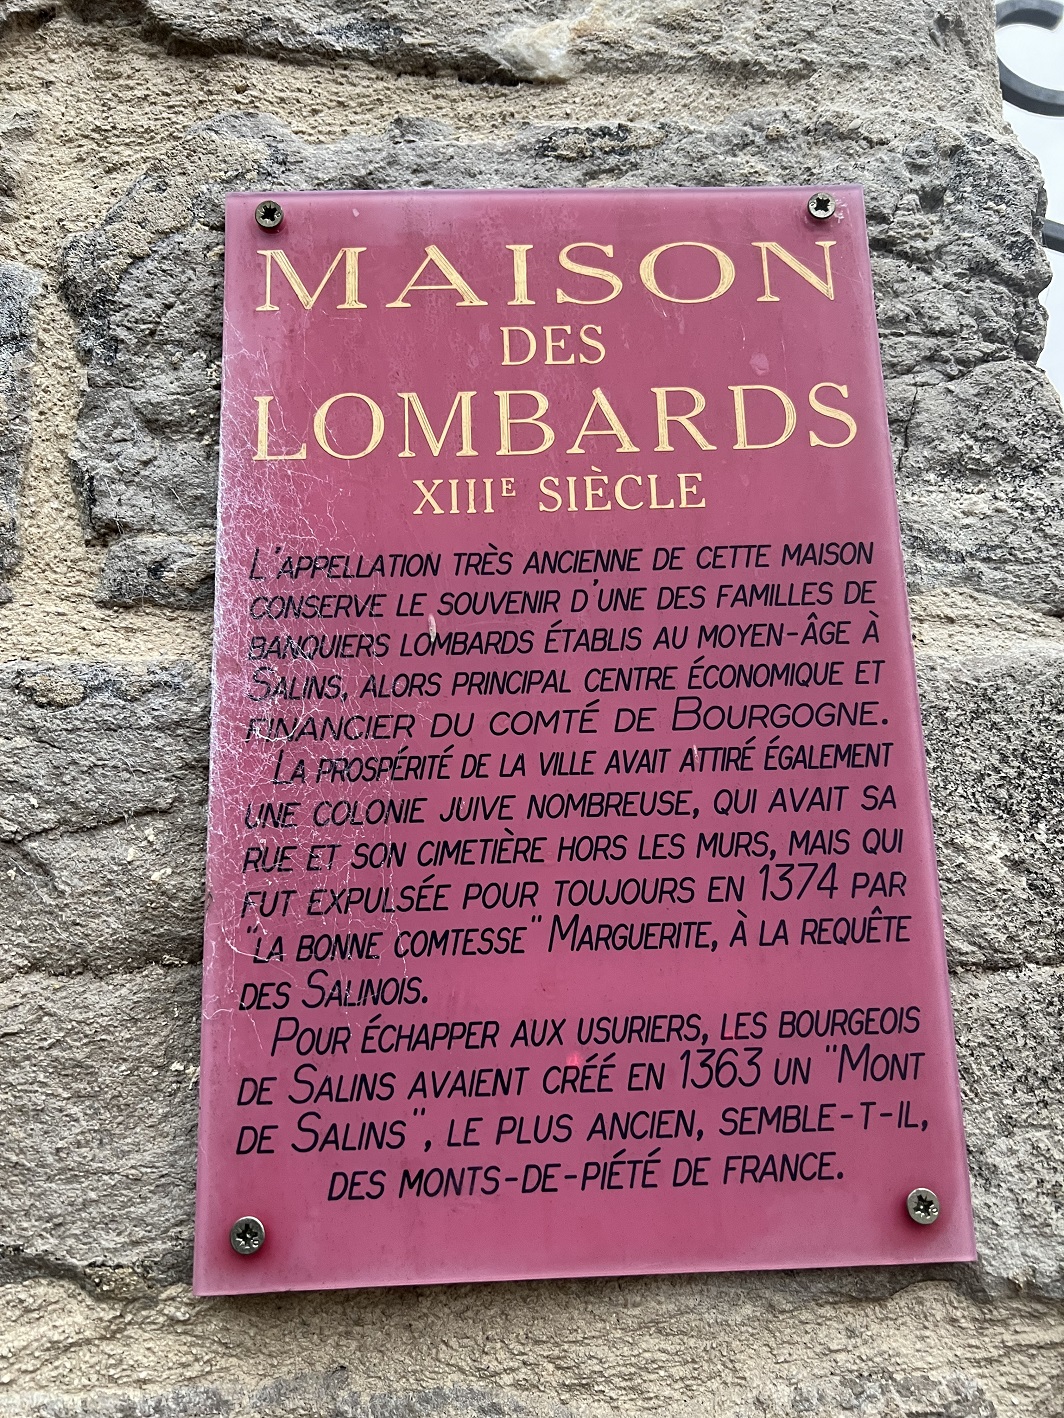 MAISON
DES
LOMBARDS
XIIIE SIÈCLE
L'APPELLATION TRÈS ANCIENNE DE CETTE MAISON
CONSERVE LE SOUVENIR D'UNE DES FAMILLES DE
BANQUIERS LOMBARDS ÉTABLIS AU MOYEN-ÂGE À
SALINS, ALORS PRINCIPAL CENTRE ÉCONOMIQUE ET
FINANCIER DU COMTÉ DE BOURGOGNE.
LA PROSPÉRITÉ DE LA VILLE AVAIT ATTIRÉ ÉGALEMENT
UNE COLONIE JUIVE NOMBREUSE, QUI AVAIT SA
RUE ET SON CIMETIÈRE HORS LES MURS, MAIS QUI
FUT EXPULSÉE POUR TOUJOURS EN 1374 PAR
"LA BONNE COMTESSE" MARGUERITE, À LA REQUÊTE
DES SALINOIS.
POUR ÉCHAPPER AUX USURIERS, LES BOURGEOIS
DE SALINS AVAIENT CRÉÉ EN 1363 UN "MONT
DE SALINS", LE PLUS ANCIEN, SEMBLE-T-IL,
DES MONTS-DE-PIÉTÉ DE FRANCE.